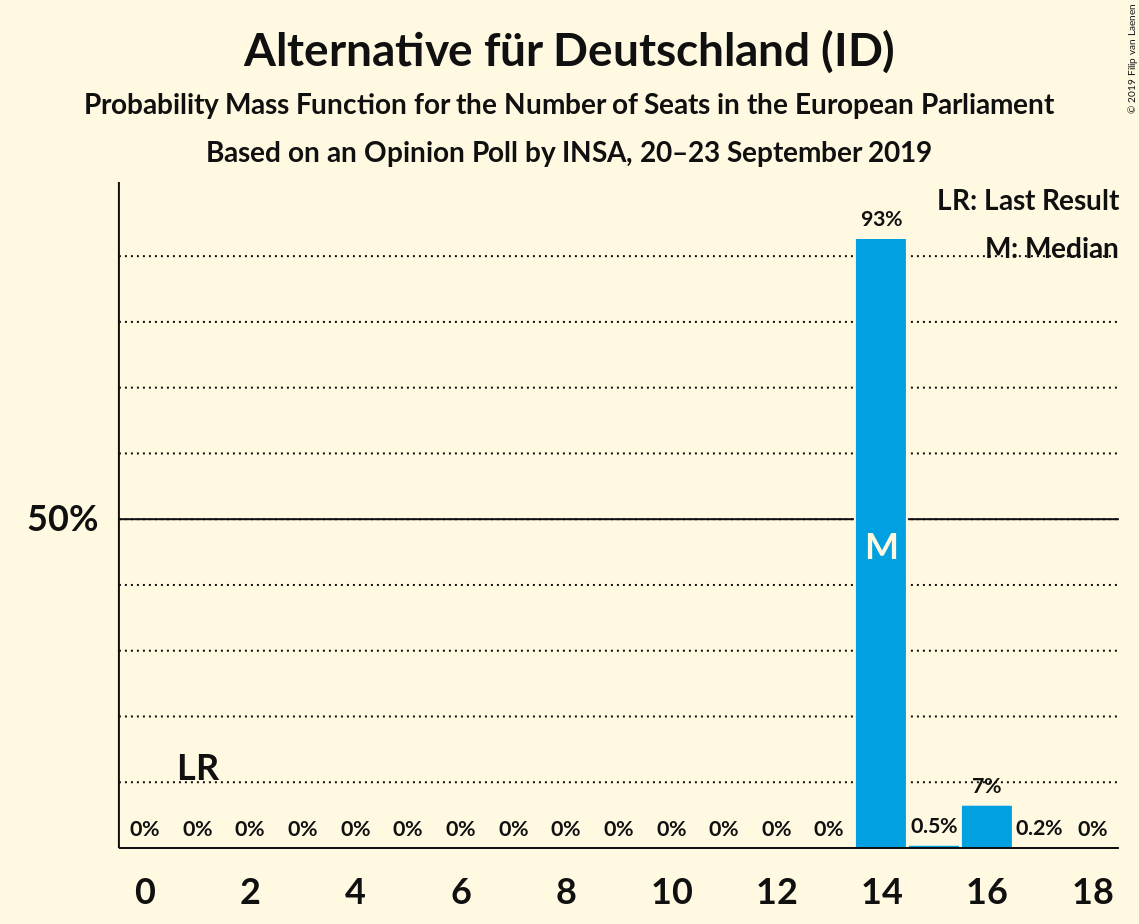 Alternative für Deutschland (ID)
Probability Mass Function for the Number of Seats in the European Parliament
Based on an Opinion Poll by INSA, 20–23 September 2019
© 2019 Filip van Laenen
LR: Last Result
M: Median
93%
50%
M
LR
0% 0% 0% 0% 0% 0% 0% 0% 0% 0% 0% 0% 0% 0% 0.5% 7% 0.2% 0%
0 2 4 6 8 10 12 14 16 18